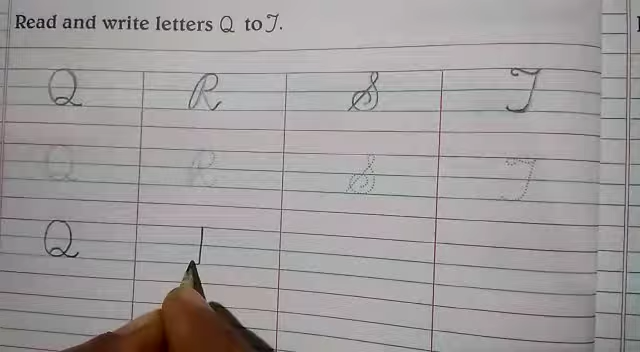 Read and write letters Q to T.
Q R S T
Q R S T
Q